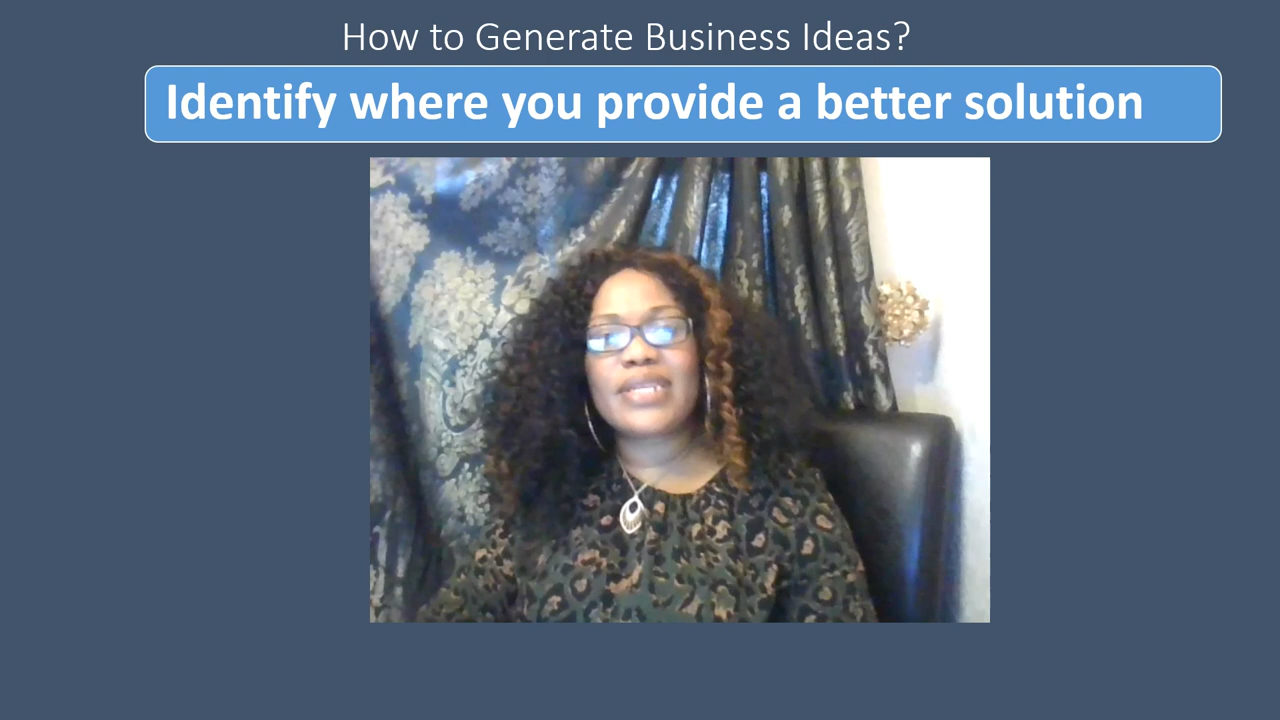 How to Generate Business Ideas?
Identify where you provide a better solution